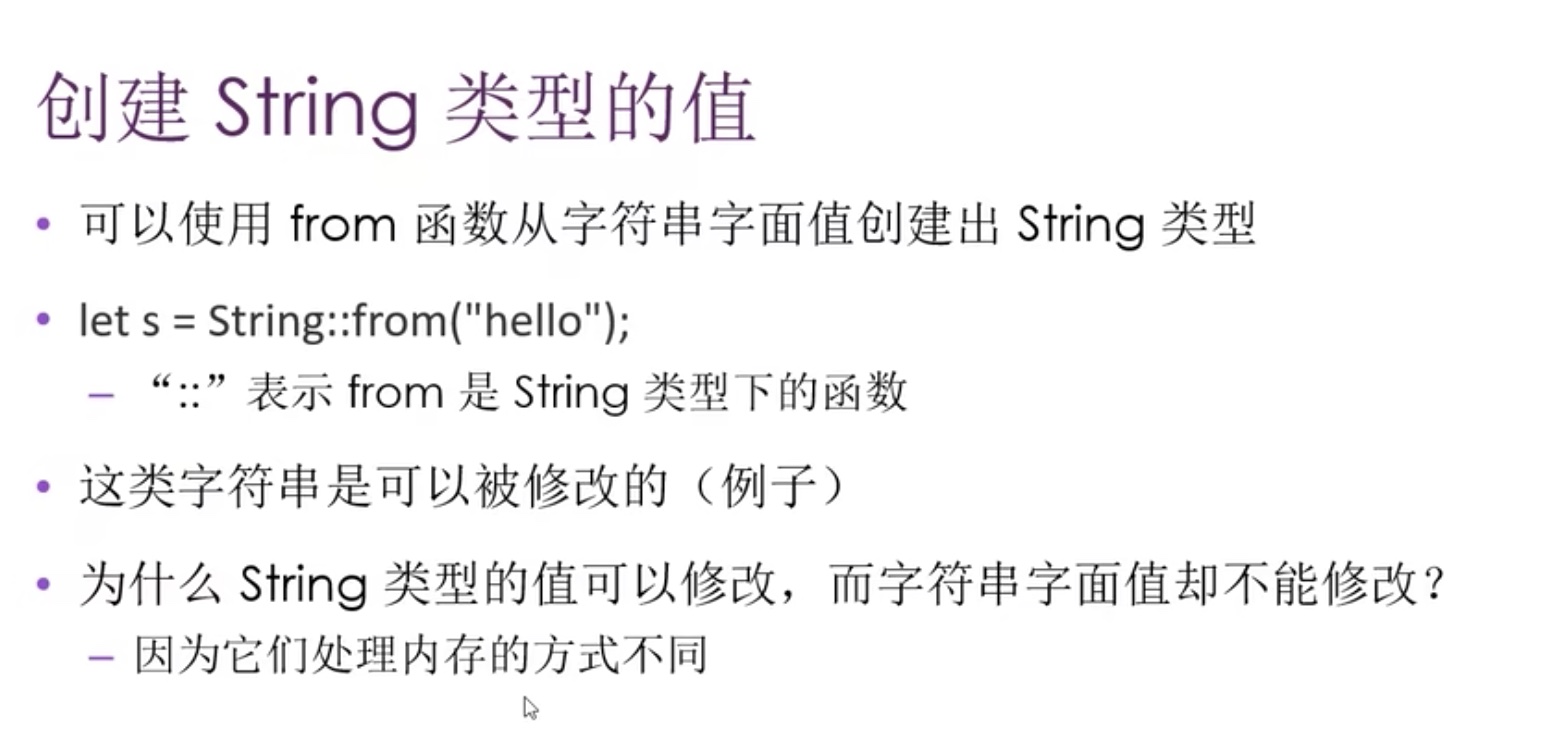 创建 String 类型的值
• 可以使用 from 函数从字符串字面值创建出 String 类型
• let s = String::from("hello");
– “::”表示 from 是 String 类型下的函数
• 这类字符串是可以被修改的（例子）
• 为什么 String 类型的值可以修改，而字符串字面值却不能修改？
– 因为它们处理内存的方式不同